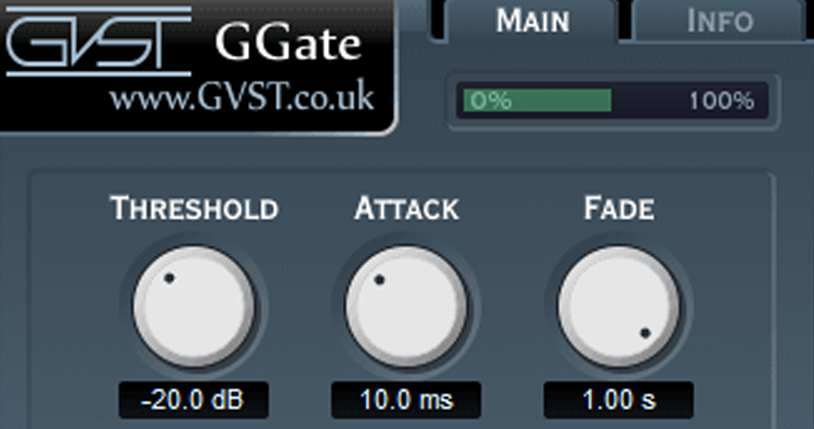 GVST GGate
www.GVST.co.uk
MAIN INFO
0% 100%
THRESHOLD ATTACK FADE
-20.0 dB 10.0 ms 1.00 s